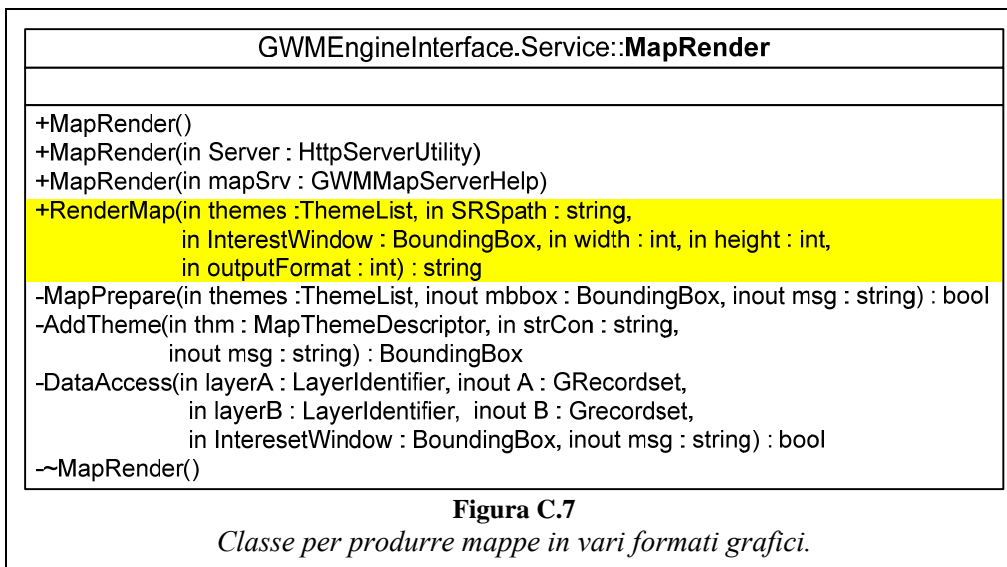 GWMEngineInterface.Service::MapRender
+MapRender()
+MapRender(in Server : HttpServerUtility)
+MapRender(in mapSrv : GWMMapServerHelp)
+RenderMap(in themes :ThemeList, in SRSpath : string,
in InterestWindow : BoundingBox, in width : int, in height : int,
in outputFormat : int) : string
-MapPrepare(in themes :ThemeList, inout mbbox : BoundingBox, inout msg : string) : bool
-AddTheme(in thm : MapThemeDescriptor, in strCon : string,
inout msg : string) : BoundingBox
-DataAccess(in layerA : LayerIdentifier, inout A : GRecordset,
in layerB : LayerIdentifier, inout B : Grecordset,
in InteresetWindow : BoundingBox, inout msg : string) : bool
-~MapRender()
Figura C.7
Classe per produrre mappe in vari formati grafici.